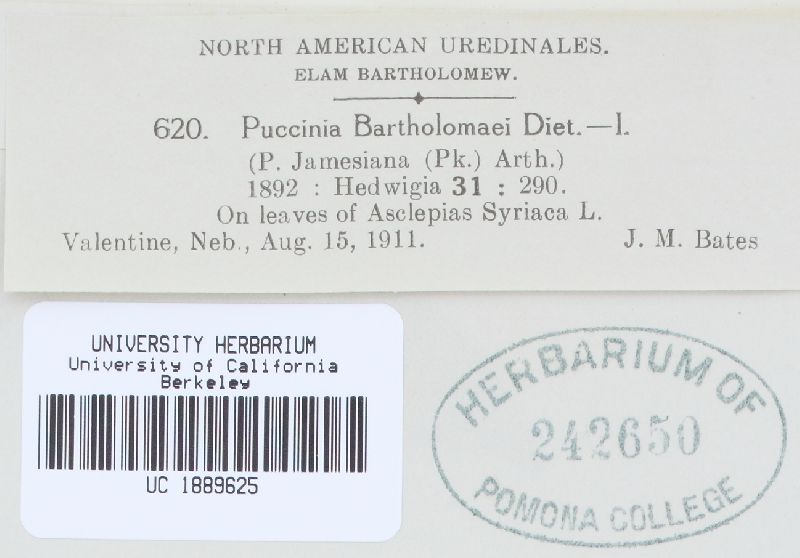 NORTH AMERICAN UREDINALES.
ELAM BARTHOLOMEW.
620. Puccinia Bartholomaei Diet.—I.
(P. Jamesiana (Pk.) Arth.)
1892 : Hedwigia 31 : 290.
On leaves of Asclepias Syriaca L.
Valentine, Neb., Aug. 15, 1911. J. M. Bates
UNIVERSITY HERBARIUM
University of California
Berkeley
UC 1889625
HERBARIUM OF
242650
POMONA COLLEGE